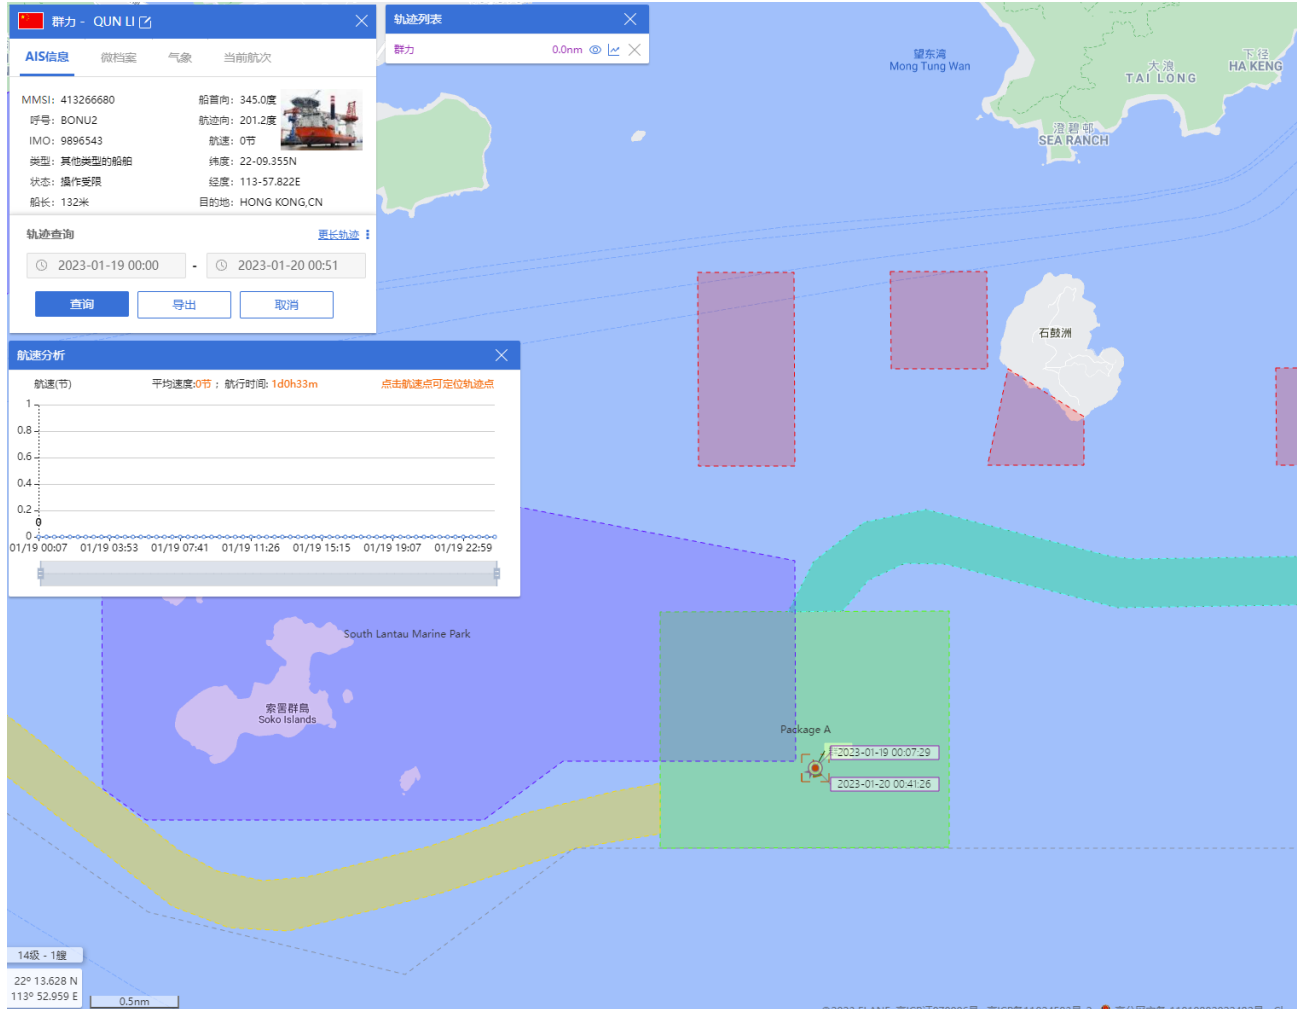 群力 - QUN LI
AIS信息 微档案 气象 当前航次
MMSI: 413266680 船首向: 345.0度
呼号: BONU2 航迹向: 201.2度
IMO: 9896543 航速: 0节
类型: 其他类型的船舶 纬度: 22-09.355N
状态: 操作受限 经度: 113-57.822E
船长: 132米 目的地: HONG KONG,CN
轨迹查询 更长轨迹
2023-01-19 00:00 - 2023-01-20 00:51
查询 导出 取消
轨迹列表
群力 0.0nm
航速分析
航速(节) 平均速度:0节 ; 航行时间: 1d0h33m 点击航速点可定位轨迹点
1
0.8
0.6
0.4
0.2
0
0
01/19 00:07 01/19 03:53 01/19 07:41 01/19 11:26 01/19 15:15 01/19 19:07 01/19 22:59
望东湾
Mong Tung Wan
大浪
TAI LONG
下径
HA KENG
澄碧邨
SEA RANCH
石鼓洲
South Lantau Marine Park
索罟群島
Soko Islands
Package A
2023-01-19 00:07:29
2023-01-20 00:41:26
14级 - 1艘
22° 13.628 N
113° 52.959 E
0.5nm